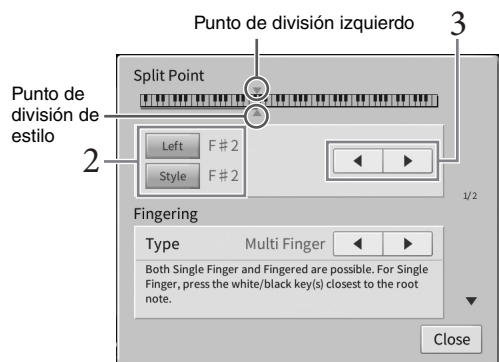 Punto de división izquierdo
3
Split Point
Punto de
división de
estilo
2
Left F#2
Style F#2
1/2
Fingering
Type Multi Finger
Both Single Finger and Fingered are possible. For Single
Finger, press the white/black key(s) closest to the root
note.
Close